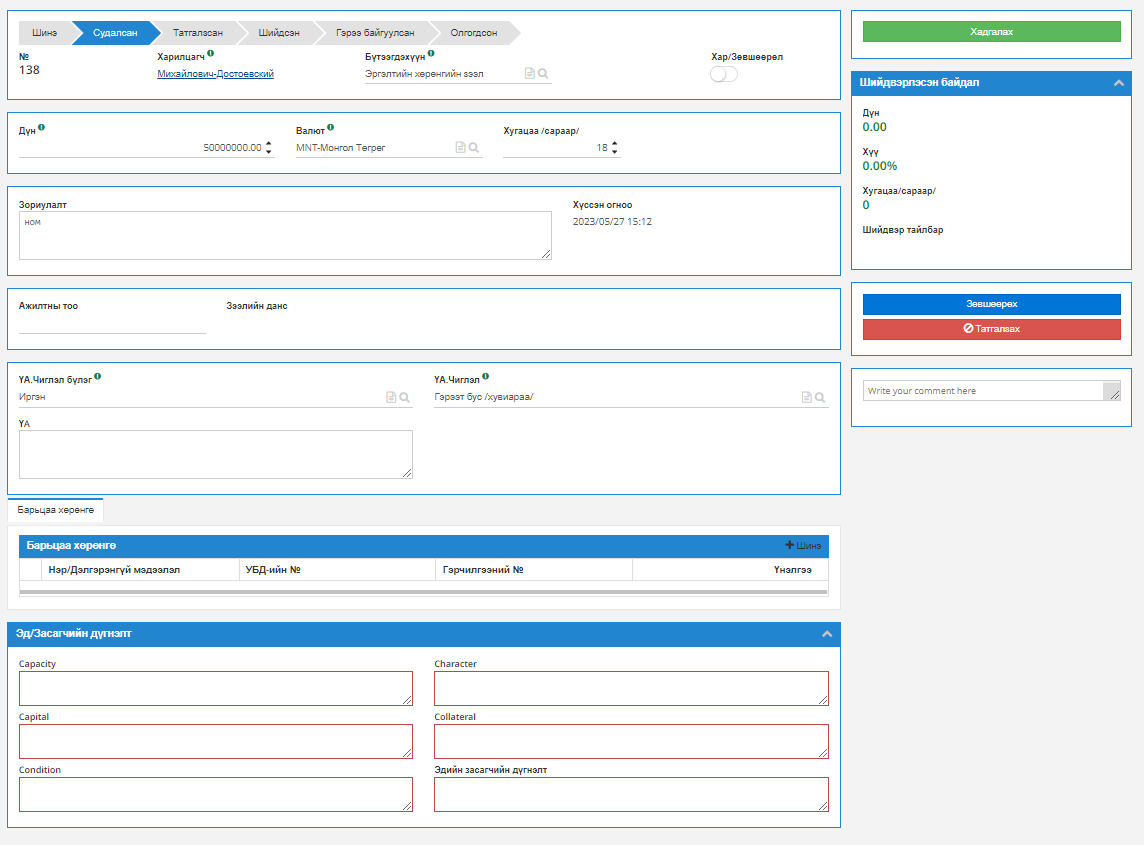 Шинэ Судалсан Татгалзсан Шийдсэн Гэрээ байгуулсан Олгогдсон
№ Харилцагч Бүтээгдэхүүн Хар/Зөвшөөрөл
138 Михайлович-Достоевский Эргэлтийн хөрөнгийн зээл
Дүн Валют Хугацаа /сараар/
50000000.00 MNT-Монгол Төгрөг 18
Зориулалт Хүссэн огноо
ном 2023/05/27 15:12
Ажилтны тоо Зээлийн данс
ҮА.Чиглэл бүлэг ҮА.Чиглэл
Иргэн Гэрээт бус /хувиараа/
ҮА
Барьцаа хөрөнгө
Барьцаа хөрөнгө Шинэ
Нэр/Дэлгэрэнгүй мэдээлэл УБД-ийн № Гэрчилгээний № Үнэлгээ
Эд/Засагчийн дүгнэлт
Capacity Character
Capital Collateral
Condition Эдийн засагчийн дүгнэлт
Хадгалах
Шийдвэрлэсэн байдал
Дүн
0.00
Хүү
0.00%
Хугацаа/сараар/
0
Шийдвэр тайлбар
Зөвшөөрөх
Татгалзах
Write your comment here